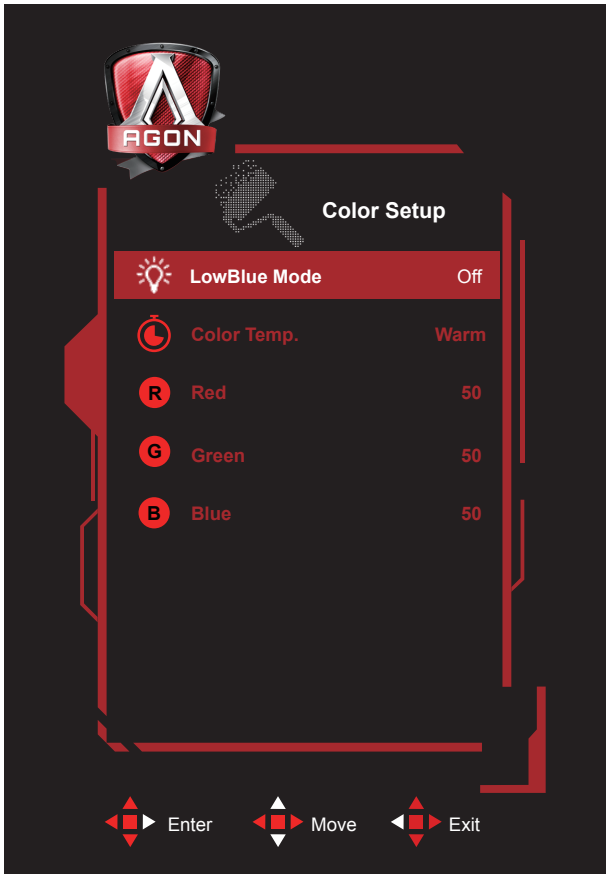 AGON
Color Setup
LowBlue Mode Off
Color Temp. Warm
R Red 50
G Green 50
B Blue 50
Enter Move Exit